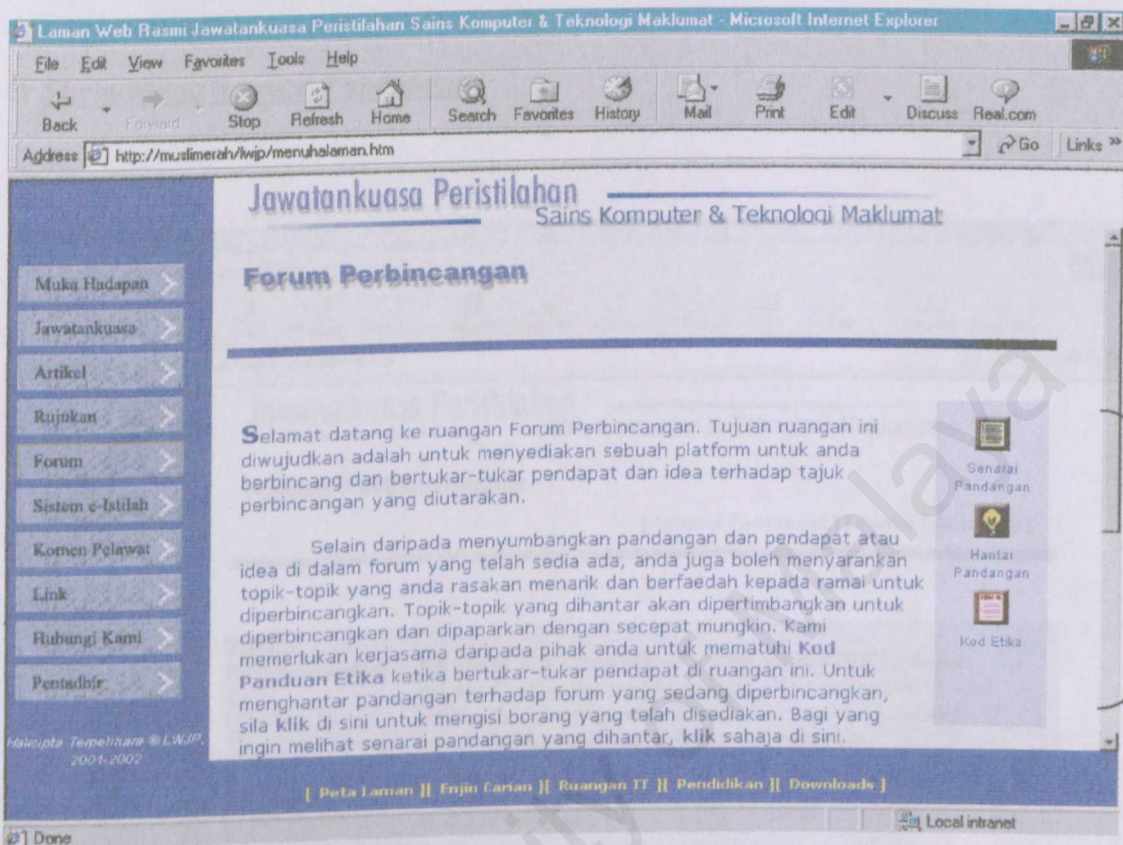 Laman Web Rasmi Jawatankuasa Peristilahan Sains Komputer & Teknologi Maklumat - Microsoft Internet Explorer
File Edit View Favorites Tools Help
Back Forward Stop Refresh Home Search Favorites History Mail Print Edit Discuss Real.com
Address http://muslimerah/lwjp/menuhalaman.htm Go Links »
Jawatankuasa Peristilahan
Sains Komputer & Teknologi Maklumat
Muka Hadapan
Jawatankuasa
Artikel
Rujukan
Forum
Sistem e-Istilah
Komen Pelawat
Link
Hubungi Kami
Pentadbir
Hakcipta Terpelihara ® LWJP.
2001-2002
Forum Perbincangan
Selamat datang ke ruangan Forum Perbincangan. Tujuan ruangan ini
diwujudkan adalah untuk menyediakan sebuah platform untuk anda
berbincang dan bertukar-tukar pendapat dan idea terhadap tajuk
perbincangan yang diutarakan.
Selain daripada menyumbangkan pandangan dan pendapat atau
idea di dalam forum yang telah sedia ada, anda juga boleh menyarankan
topik-topik yang anda rasakan menarik dan berfaedah kepada ramai untuk
diperbincangkan. Topik-topik yang dihantar akan dipertimbangkan untuk
diperbincangkan dan dipaparkan dengan secepat mungkin. Kami
memerlukan kerjasama daripada pihak anda untuk mematuhi Kod
Panduan Etika ketika bertukar-tukar pendapat di ruangan ini. Untuk
menghantar pandangan terhadap forum yang sedang diperbincangkan,
sila klik di sini untuk mengisi borang yang telah disediakan. Bagi yang
ingin melihat senarai pandangan yang dihantar, klik sahaja di sini.
Senarai
Pandangan
Hantar
Pandangan
Kod Etika
[ Peta Laman ][ Enjin Carian ][ Ruangan IT ][ Pendidikan ][ Downloads ]
Done
Local intranet
University of Malaya